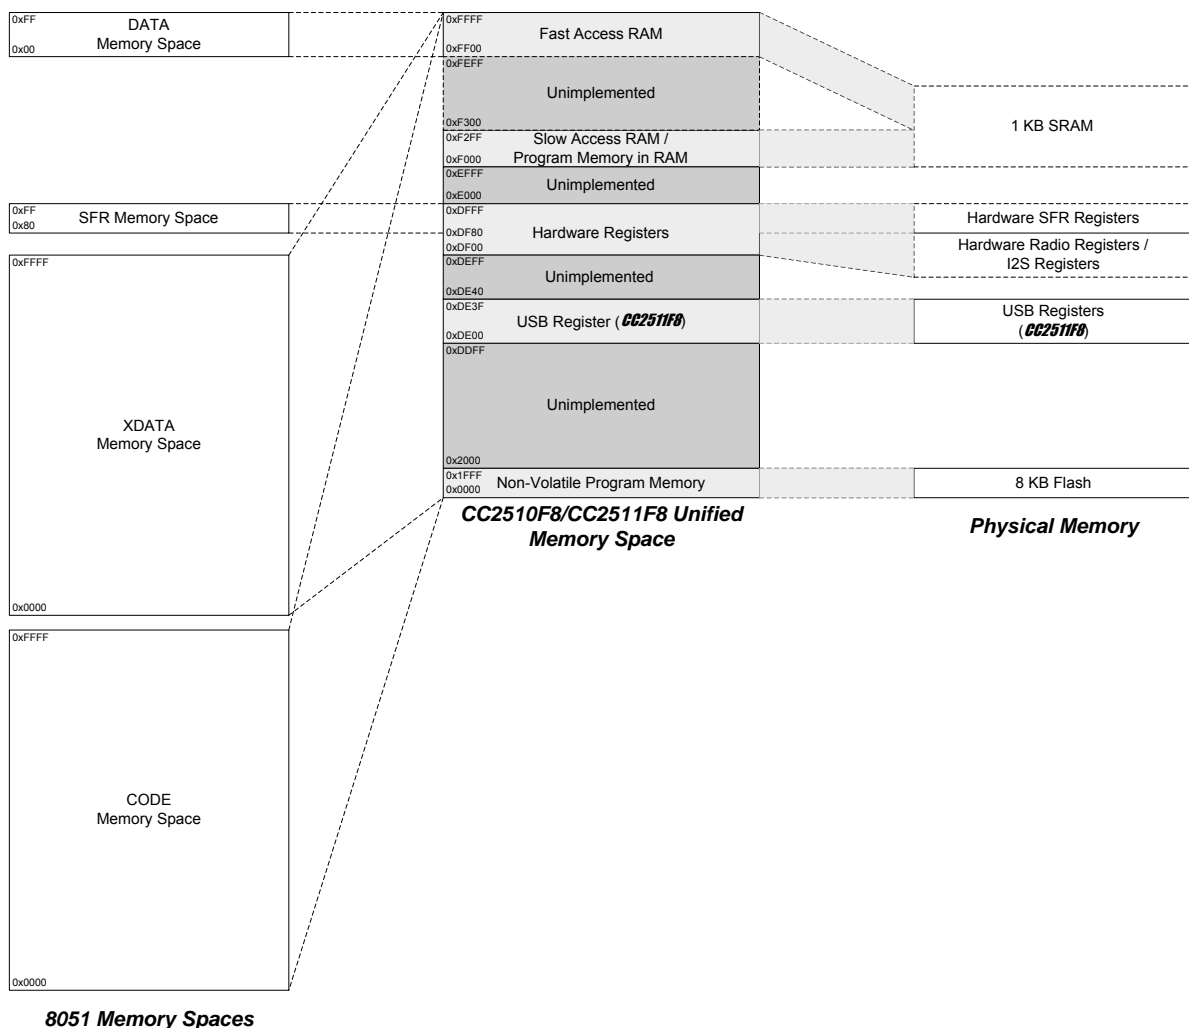 0xFF
DATA
Memory Space
0x00
0xFF
SFR Memory Space
0x80
0xFFFF
XDATA
Memory Space
0x0000
0xFFFF
CODE
Memory Space
0x0000
8051 Memory Spaces
0xFFFF
Fast Access RAM
0xFF00
0xFEFF
Unimplemented
0xF300
0xF2FF
Slow Access RAM /
Program Memory in RAM
0xF000
0xEFFF
Unimplemented
0xE000
0xDFFF
0xDF80
Hardware Registers
0xDF00
0xDEFF
Unimplemented
0xDE40
0xDE3F
USB Register (CC2511F8)
0xDE00
0xDDFF
Unimplemented
0x2000
0x1FFF
Non-Volatile Program Memory
0x0000
CC2510F8/CC2511F8 Unified
Memory Space
1 KB SRAM
Hardware SFR Registers
Hardware Radio Registers /
I2S Registers
USB Registers
(CC2511F8)
8 KB Flash
Physical Memory